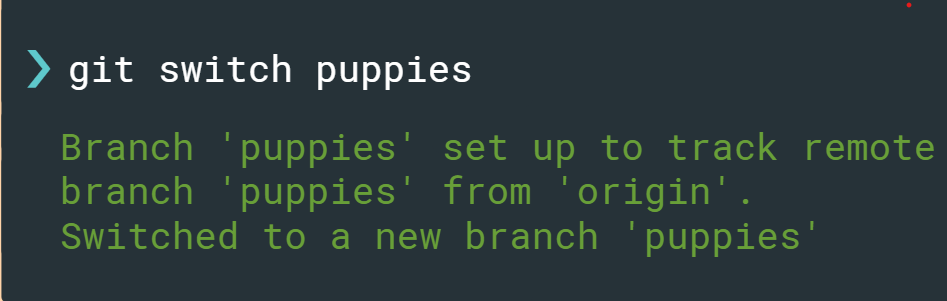 ❯ git switch puppies
Branch 'puppies' set up to track remote
branch 'puppies' from 'origin'.
Switched to a new branch 'puppies'